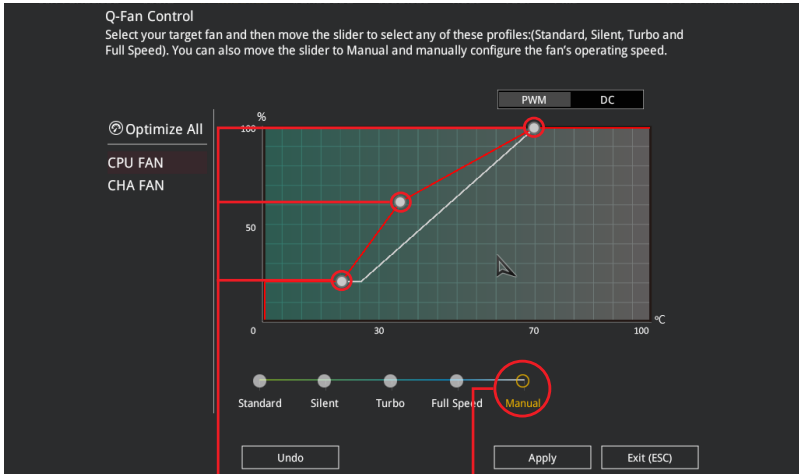 Q-Fan Control
Select your target fan and then move the slider to select any of these profiles:(Standard, Silent, Turbo and
Full Speed). You can also move the slider to Manual and manually configure the fan's operating speed.
PWM DC
%
Optimize All
100
CPU FAN
CHA FAN
50
ºC
0 30 70 100
Standard Silent Turbo Full Speed Manual
Undo Apply Exit (ESC)